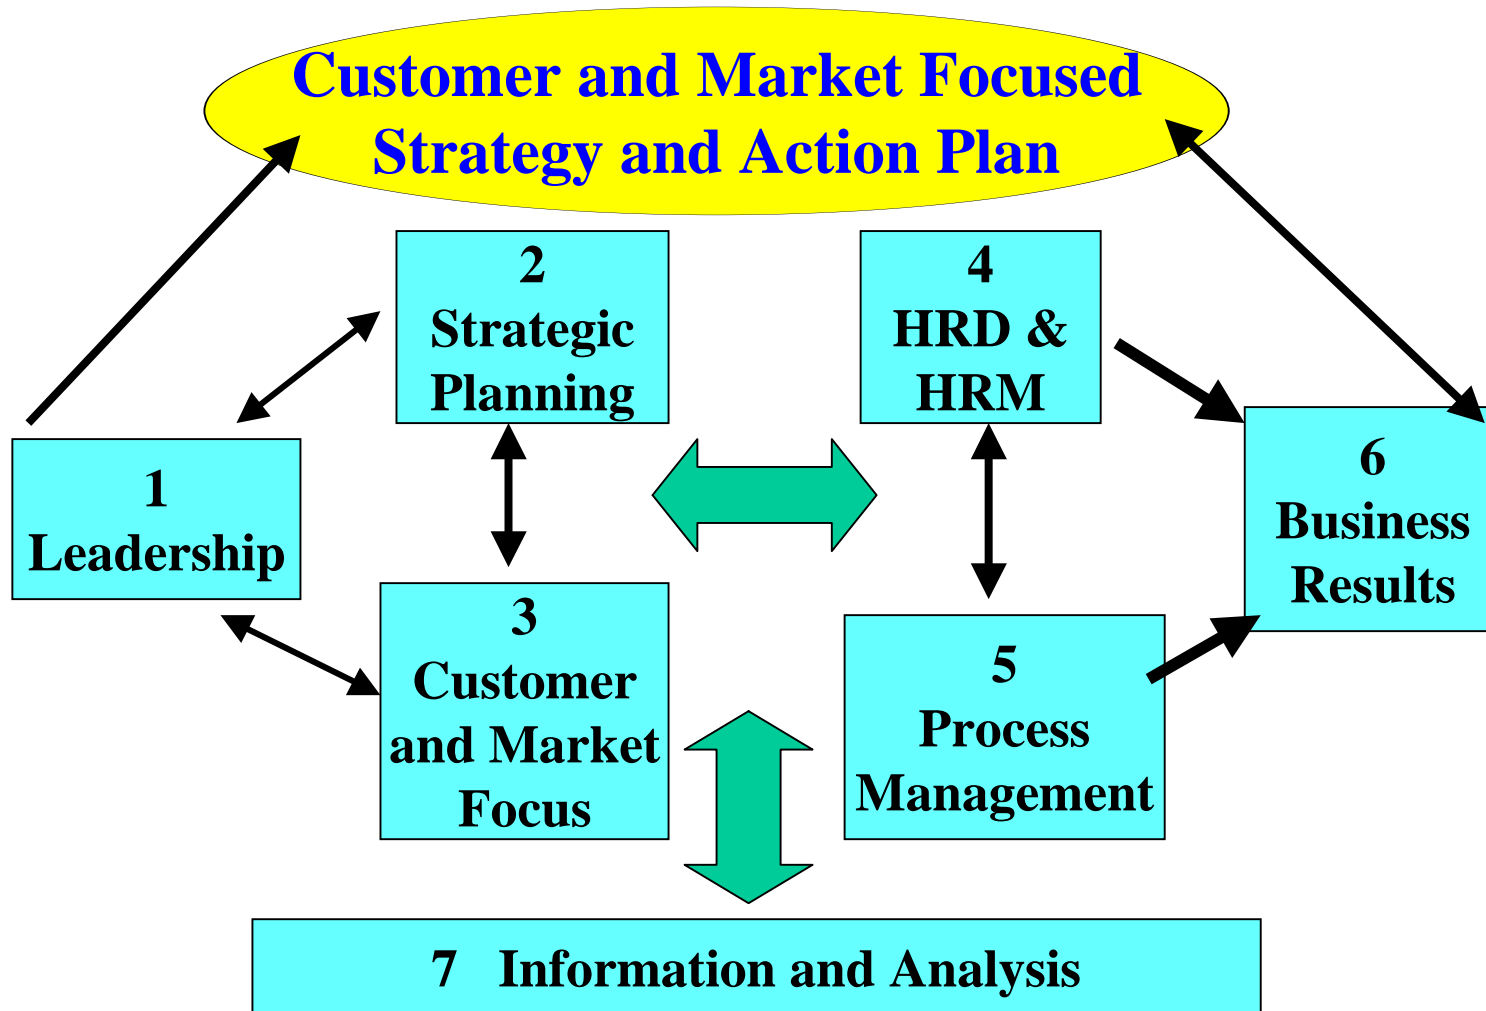 Customer and Market Focused
Strategy and Action Plan
2
Strategic
Planning
4
HRD &
HRM
1
Leadership
6
Business
Results
3
Customer
and Market
Focus
5
Process
Management
7 Information and Analysis